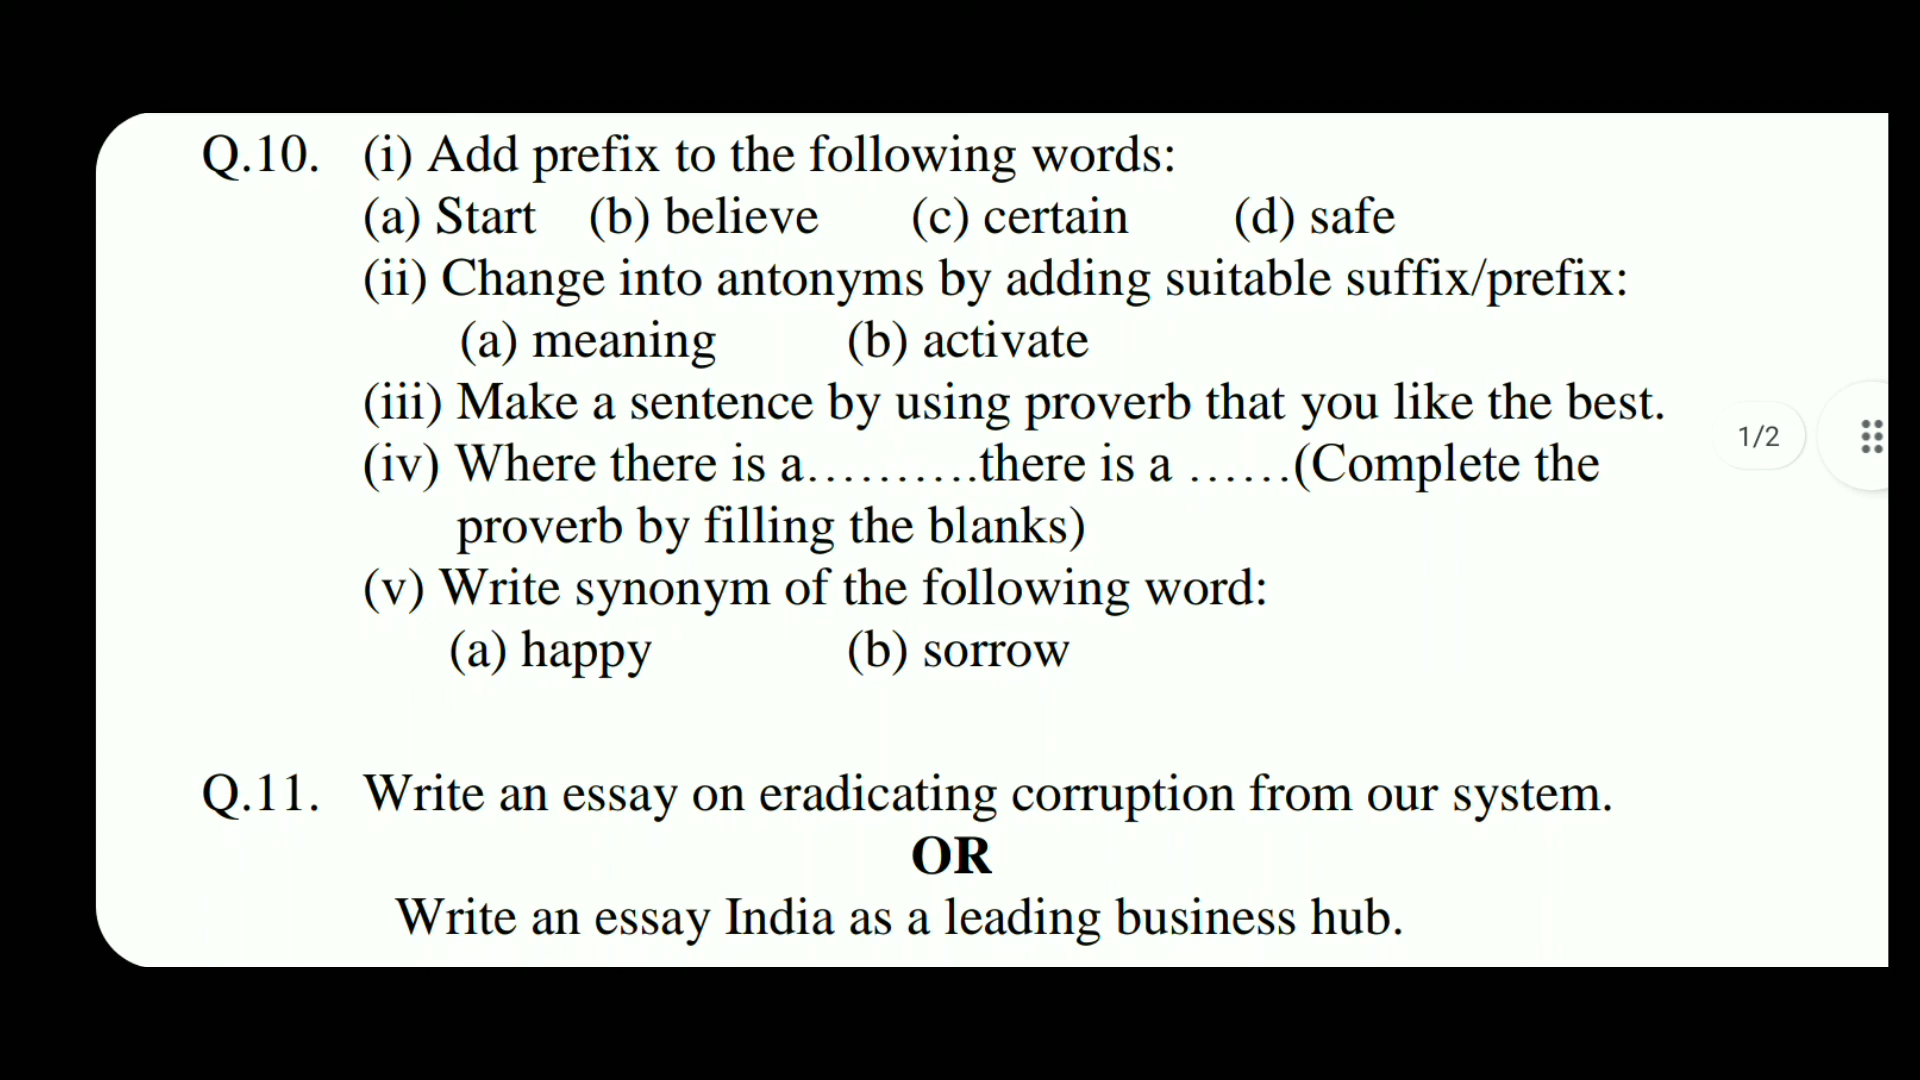 Q.10. (i) Add prefix to the following words:
(a) Start (b) believe (c) certain (d) safe
(ii) Change into antonyms by adding suitable suffix/prefix:
(a) meaning (b) activate
(iii) Make a sentence by using proverb that you like the best.
(iv) Where there is a..........there is a ......(Complete the
proverb by filling the blanks)
(v) Write synonym of the following word:
(a) happy (b) sorrow
1/2
Q.11. Write an essay on eradicating corruption from our system.
OR
Write an essay India as a leading business hub.